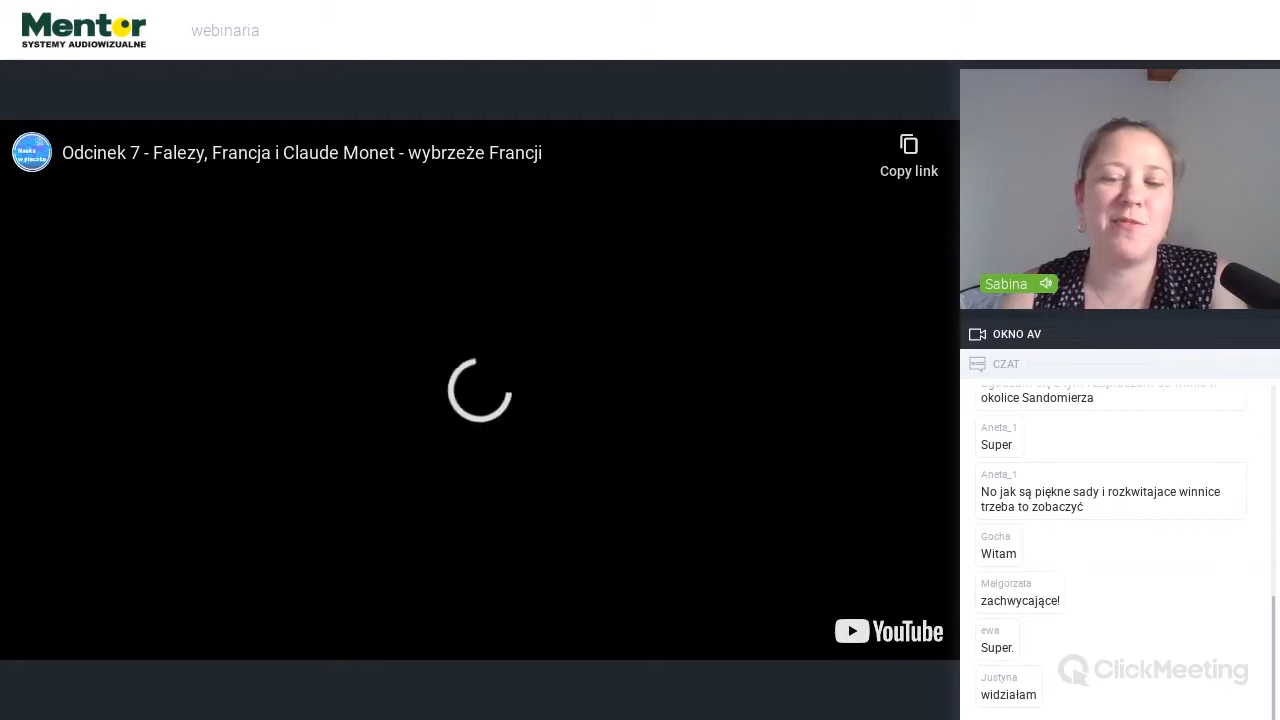 Mentor
SYSTEMY AUDIOWIZUALNE
webinaria
Nauka
w plecaku
Odcinek 7 - Falezy, Francja i Claude Monet - wybrzeże Francji
Copy link
YouTube
Sabina
OKNO AV
CZAT
okolice Sandomierza
Aneta_1
Super
Aneta_1
No jak są piękne sady i rozkwitajace winnice
trzeba to zobaczyć
Gocha
Witam
Małgorzata
zachwycające!
ewa
Super.
Justyna
widziałam
ClickMeeting